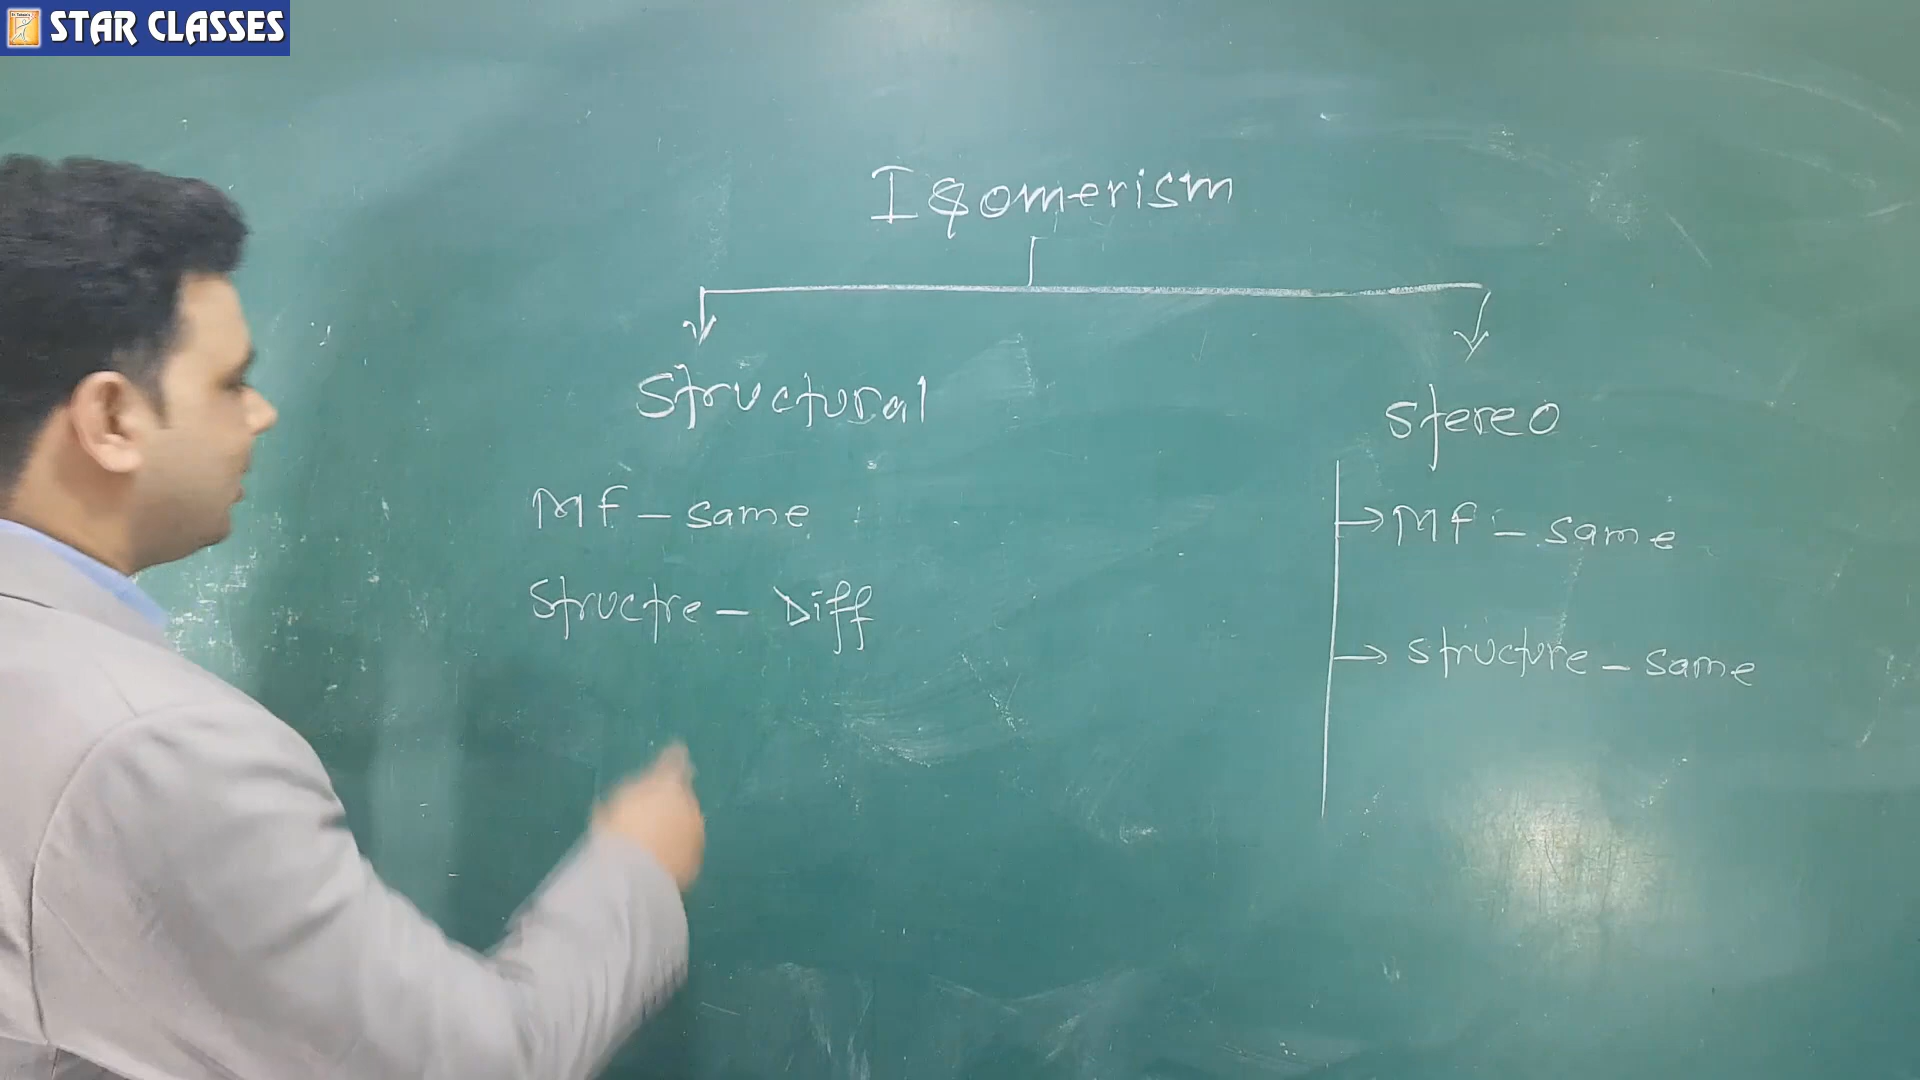 STAR CLASSES
Isomerism
Structural
Stereo
MF - same
Structre - Diff
MF - same
structure - same